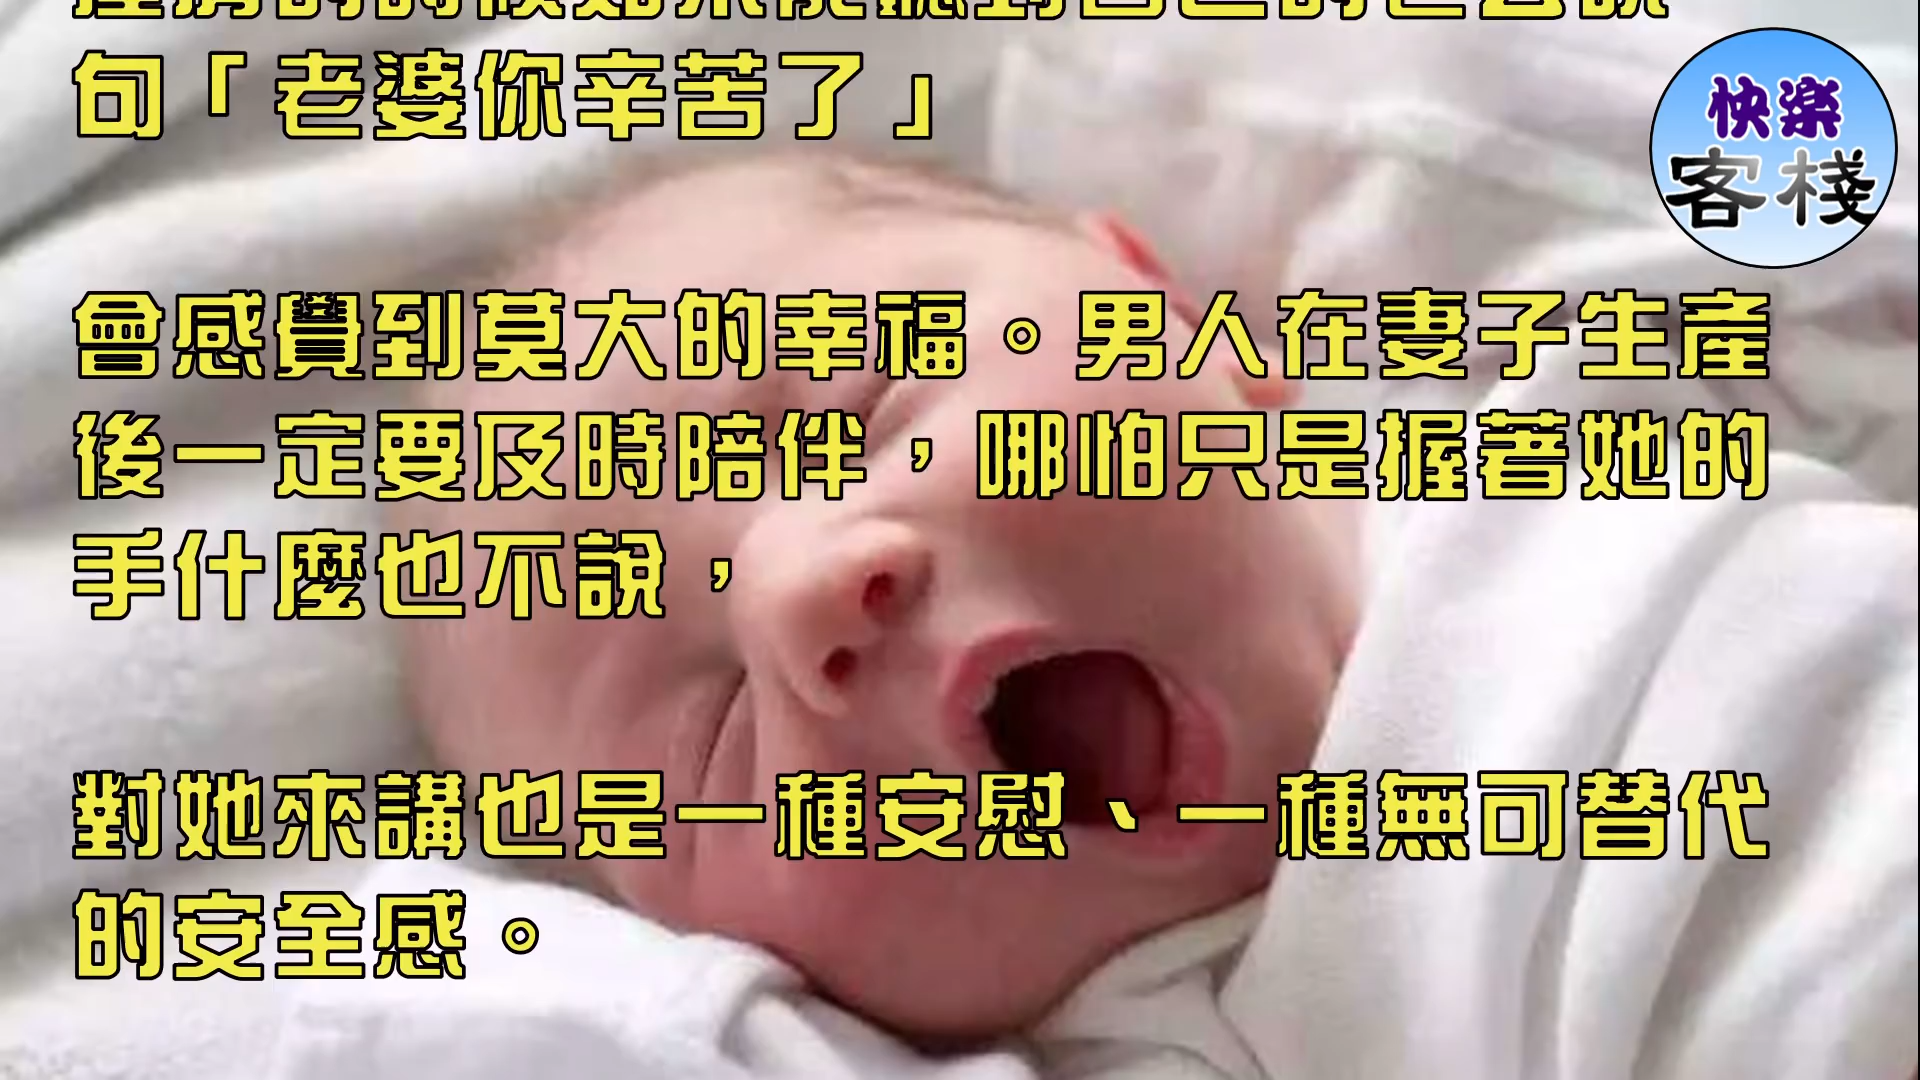 句「老婆你辛苦了」
快樂
客棧
會感覺到莫大的幸福。男人在妻子生產
後一定要及時陪伴，哪怕只是握著她的
手什麼也不說，
對她來講也是一種安慰、一種無可替代
的安全感。